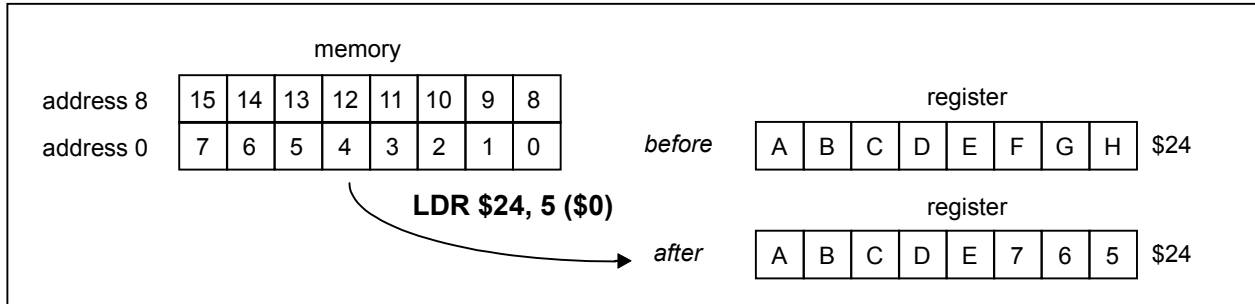 memory
address 8 15 14 13 12 11 10 9 8
address 0 7 6 5 4 3 2 1 0
register
before A B C D E F G H $24
LDR $24, 5 ($0)
register
after A B C D E 7 6 5 $24